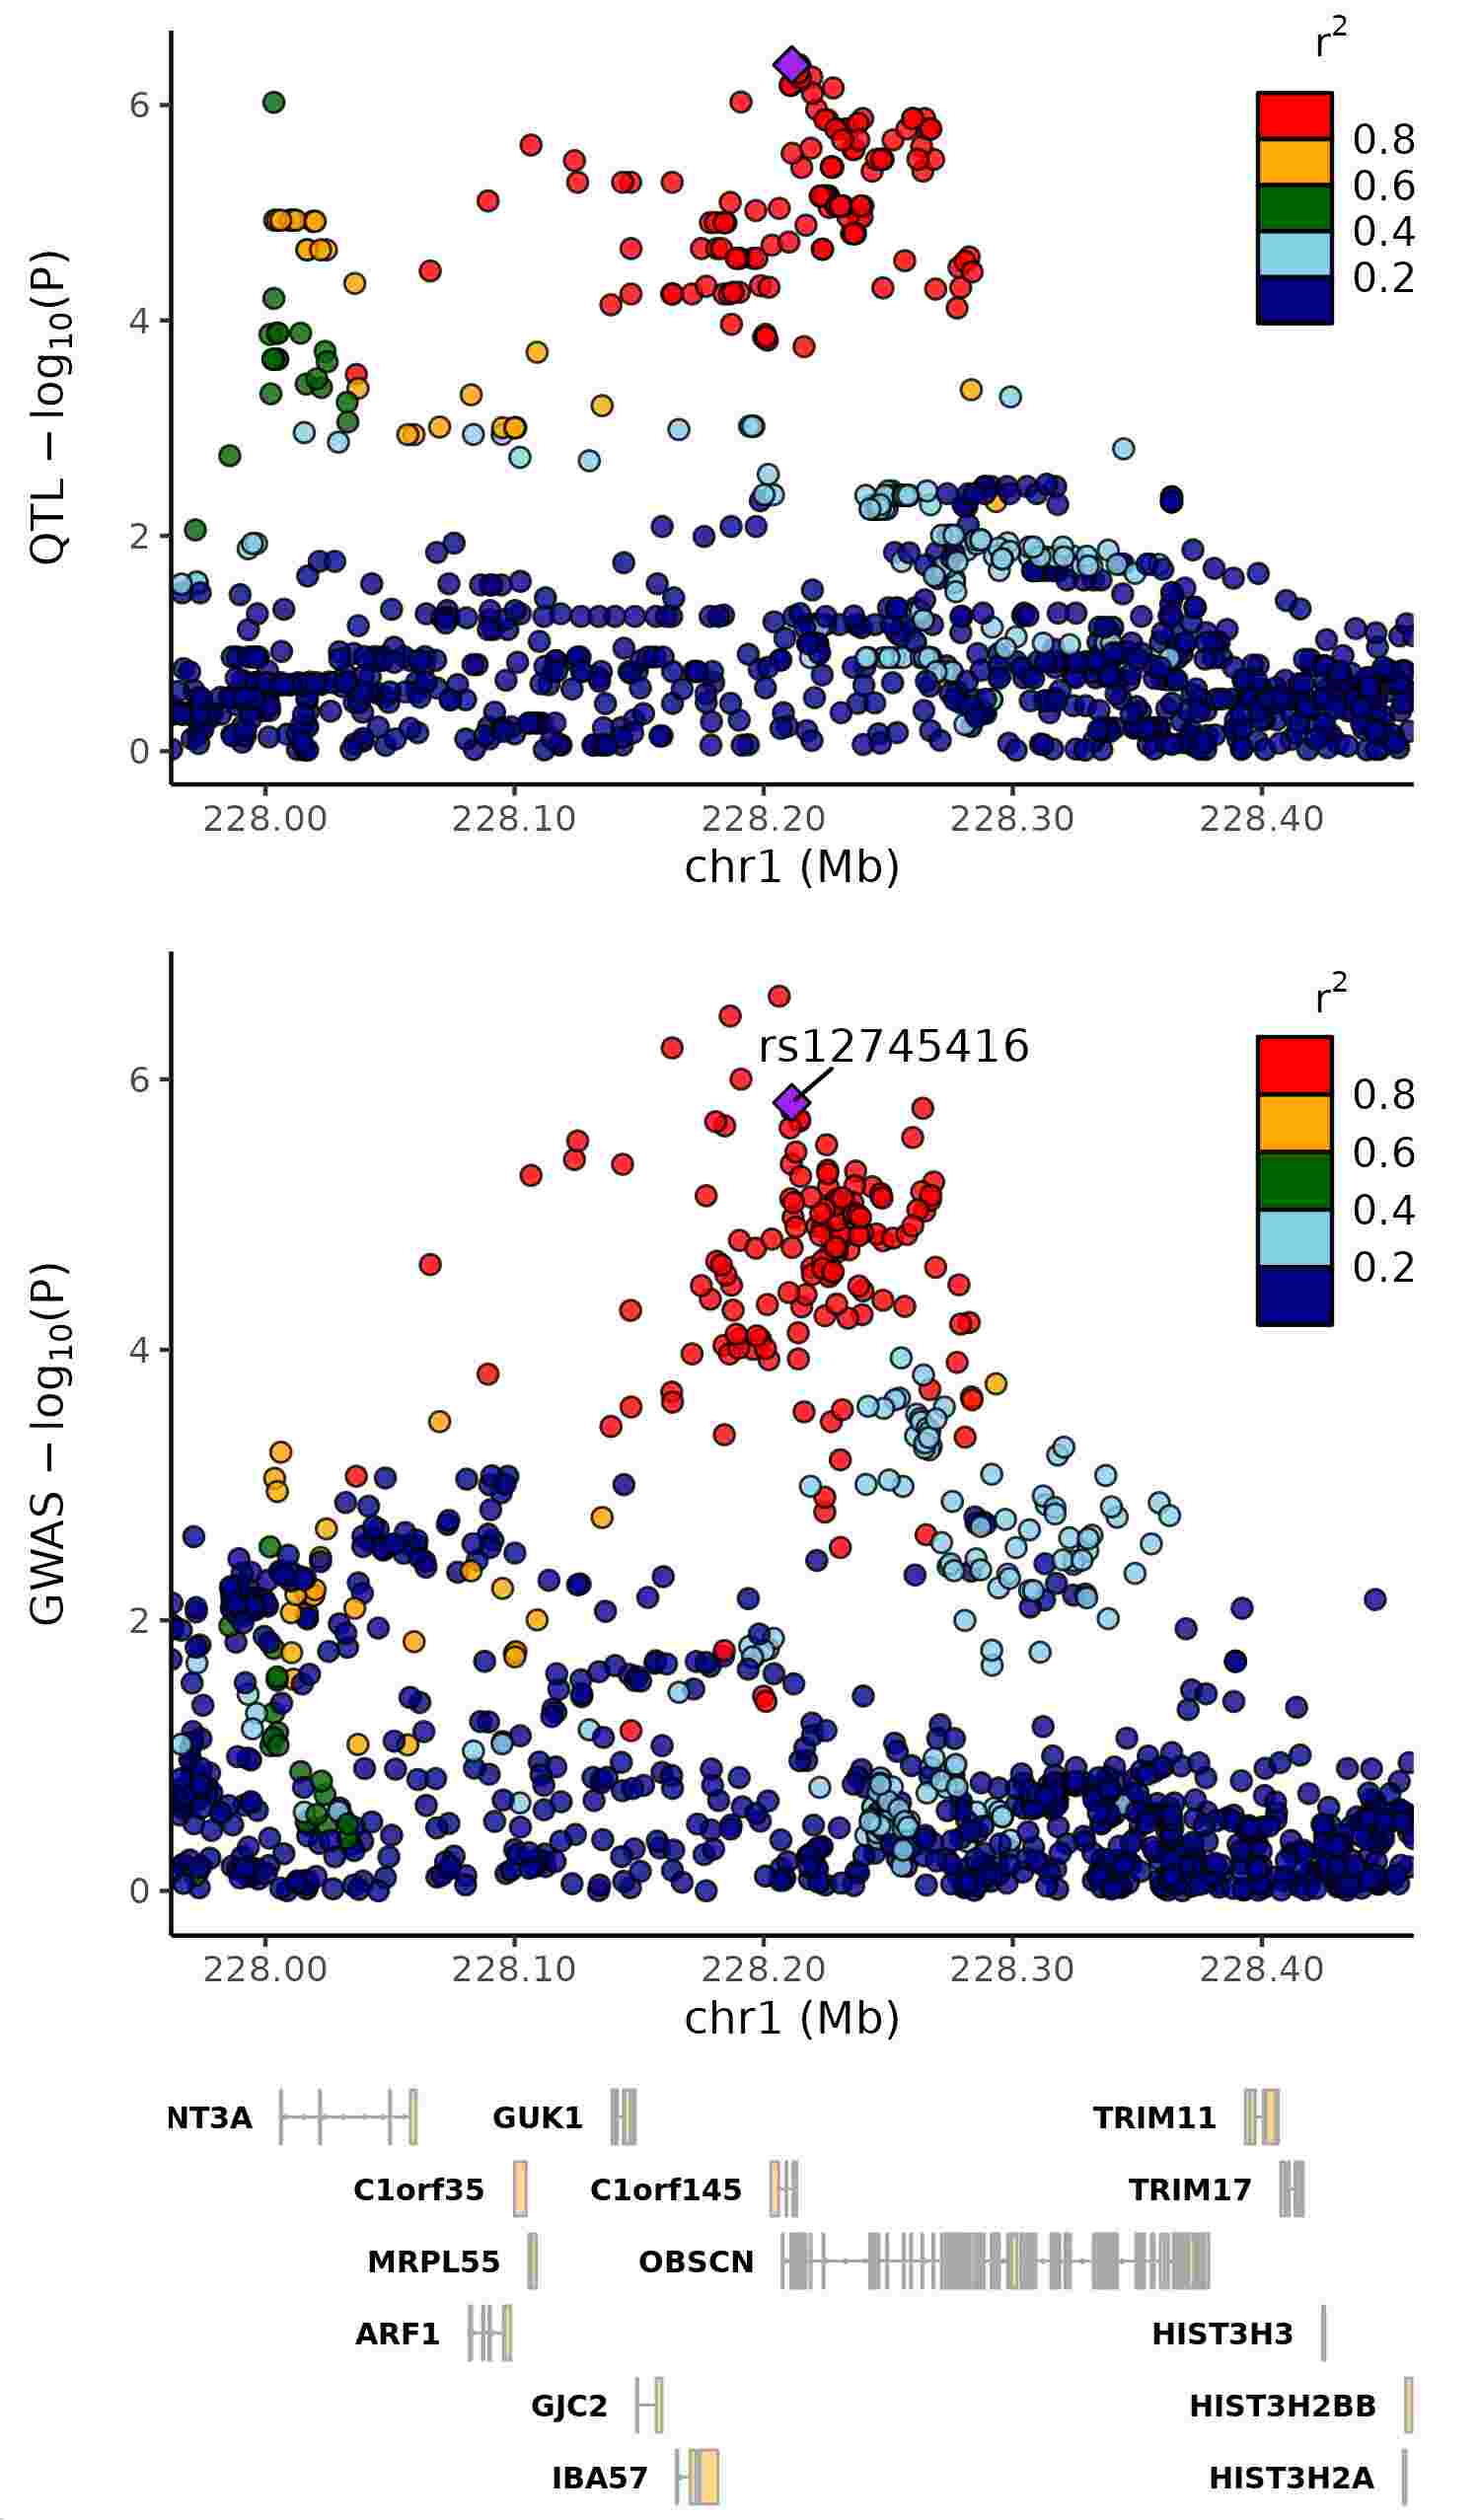 r2
0.8
0.6
0.4
0.2
QTL − log10(P)
6
4
2
0
228.00 228.10 228.20 228.30 228.40
chr1 (Mb)
r2
0.8
0.6
0.4
0.2
rs12745416
GWAS − log10(P)
6
4
2
0
228.00 228.10 228.20 228.30 228.40
chr1 (Mb)
NT3A GUK1 TRIM11
C1orf35 C1orf145 TRIM17
MRPL55 OBSCN
ARF1 HIST3H3
GJC2 HIST3H2BB
IBA57 HIST3H2A